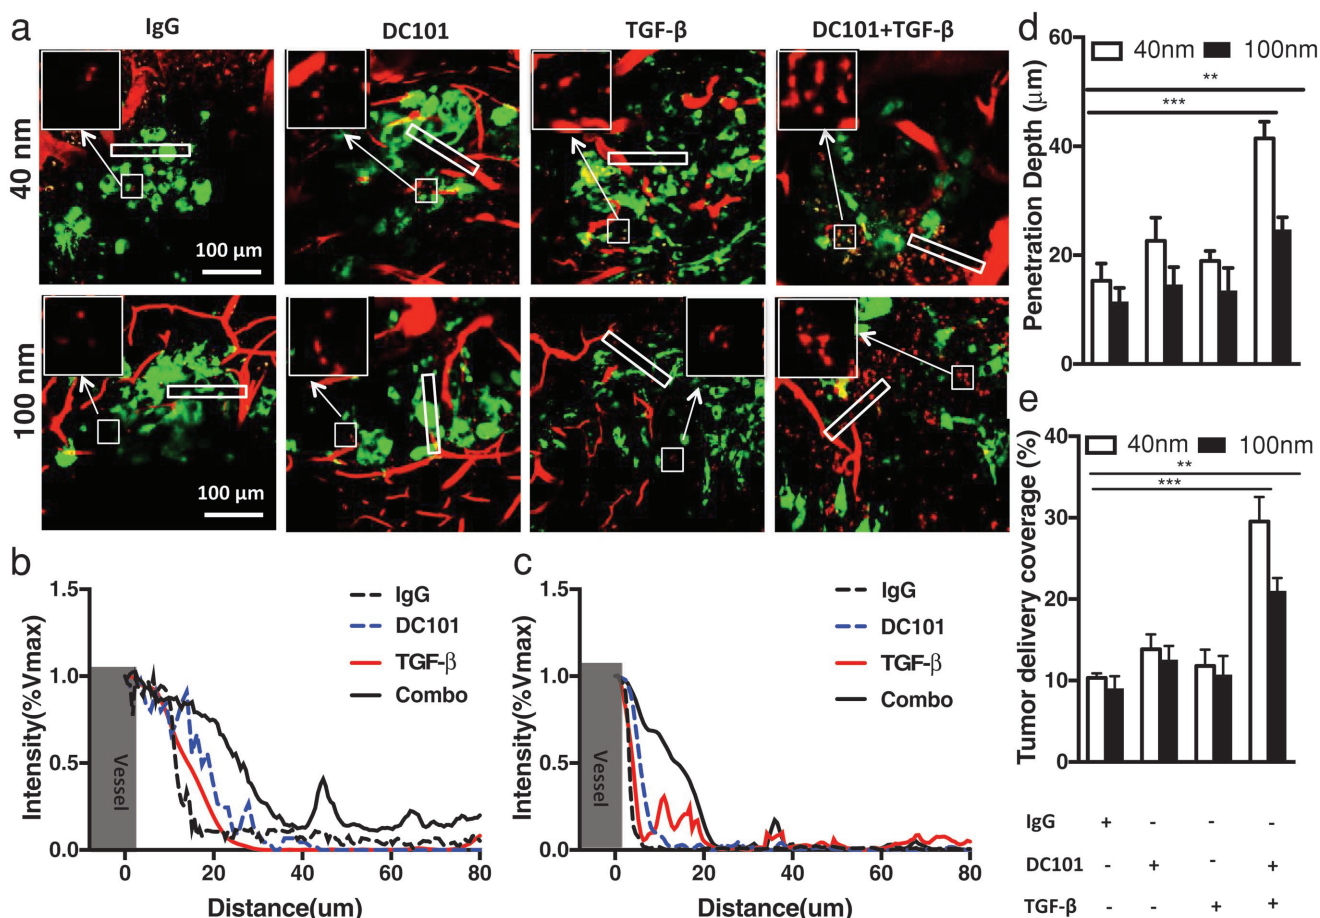 a
IgG
DC101
TGF-β
DC101+TGF-β
40 nm
100 µm
100 nm
100 µm
b
Intensity(%Vmax)
1.5
1.0
0.5
0.0
Vessel
IgG
DC101
TGF-β
Combo
0 20 40 60 80
Distance(um)
c
Intensity(%Vmax)
1.5
1.0
0.5
0.0
Vessel
IgG
DC101
TGF-β
Combo
0 20 40 60 80
Distance(um)
d
Penetration Depth (µm)
60
40
20
0
40nm 100nm
**
***
e
Tumor delivery coverage (%)
40
30
20
10
0
40nm 100nm
**
***
IgG + - - -
DC101 - + - +
TGF-β - - + +